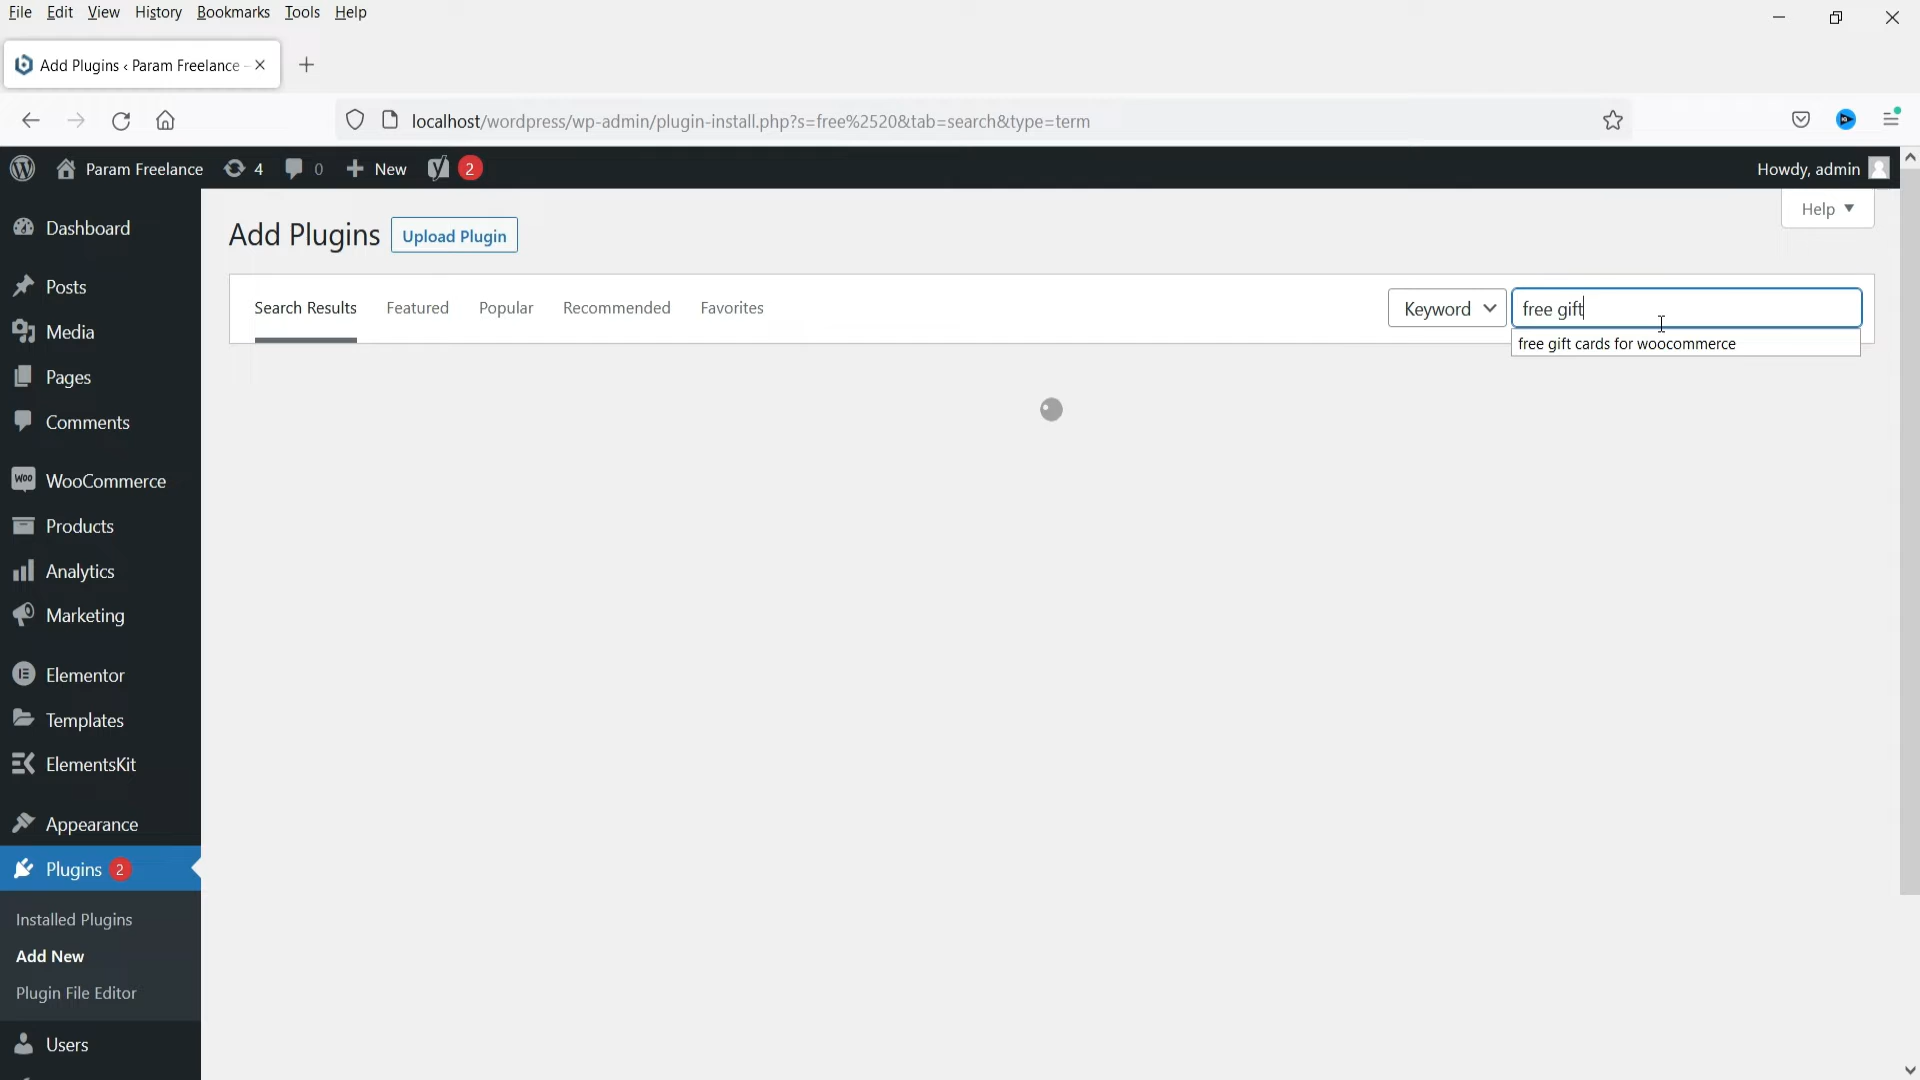 File Edit View History Bookmarks Tools Help
Add Plugins ‹ Param Freelance –
localhost/wordpress/wp-admin/plugin-install.php?s=free%2520&tab=search&type=term
Param Freelance 4 0 New 2 Howdy, admin
Help
Dashboard
Posts
Media
Pages
Comments
WooCommerce
Products
Analytics
Marketing
Elementor
Templates
ElementsKit
Appearance
Plugins 2
Installed Plugins
Add New
Plugin File Editor
Users
Add Plugins Upload Plugin
Search Results Featured Popular Recommended Favorites Keyword free gift
free gift cards for woocommerce